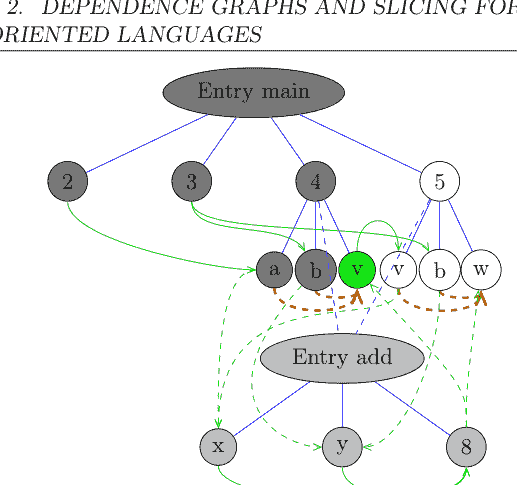 2. DEPENDENCE GRAPHS AND SLICING FOR
ORIENTED LANGUAGES
Entry main
2 3 4 5
a b v v b w
Entry add
x y 8